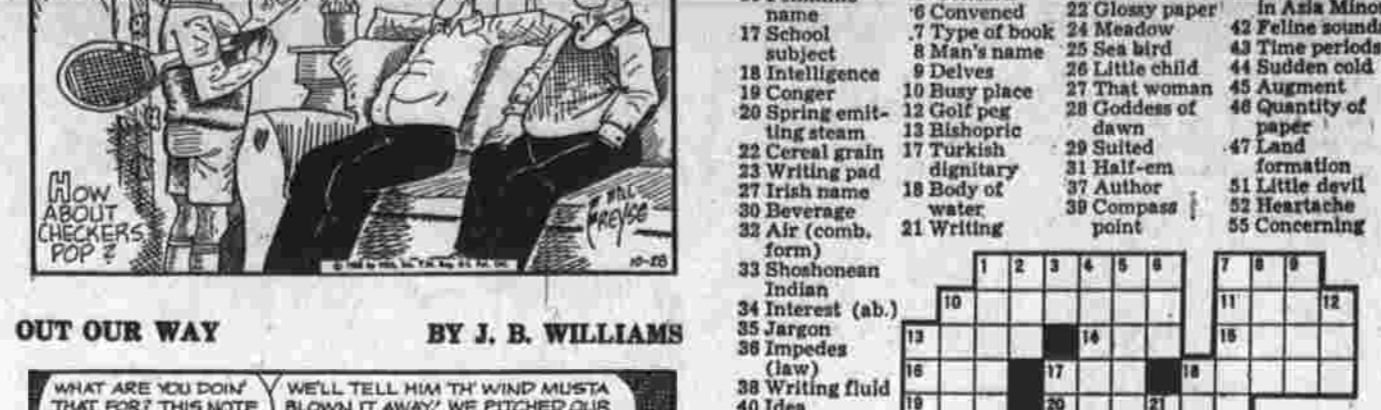 HOW
ABOUT
CHECKERS
POP?
BILL
FREYSE
10-28
OUT OUR WAY BY J. B. WILLIAMS
WHAT ARE YOU DOIN'
THAT FOR? THIS NOTE
WE'LL TELL HIM TH' WIND MUSTA
BLOWN IT AWAY! WE PITCHED OUR
name
17 School
subject
18 Intelligence
19 Conger
20 Spring emit-
ting steam
22 Cereal grain
23 Writing pad
27 Irish name
30 Beverage
32 Air (comb.
form)
33 Shoshonean
Indian
34 Interest (ab.)
35 Jargon
36 Impedes
(law)
38 Writing fluid
40 Idea
6 Convened
7 Type of book
8 Man's name
9 Delves
10 Busy place
12 Golf peg
13 Bishopric
17 Turkish
dignitary
18 Body of
water
21 Writing
22 Glossy paper
24 Meadow
25 Sea bird
26 Little child
27 That woman
28 Goddess of
dawn
29 Suited
31 Half-em
37 Author
39 Compass
point
in Asia Minor
42 Feline sounds
43 Time periods
44 Sudden cold
45 Augment
46 Quantity of
paper
47 Land
formation
51 Little devil
52 Heartache
55 Concerning
1 2 3 4 5 6 7 8 9
10 11 12
13 14 15
16 17 18
19 20 21